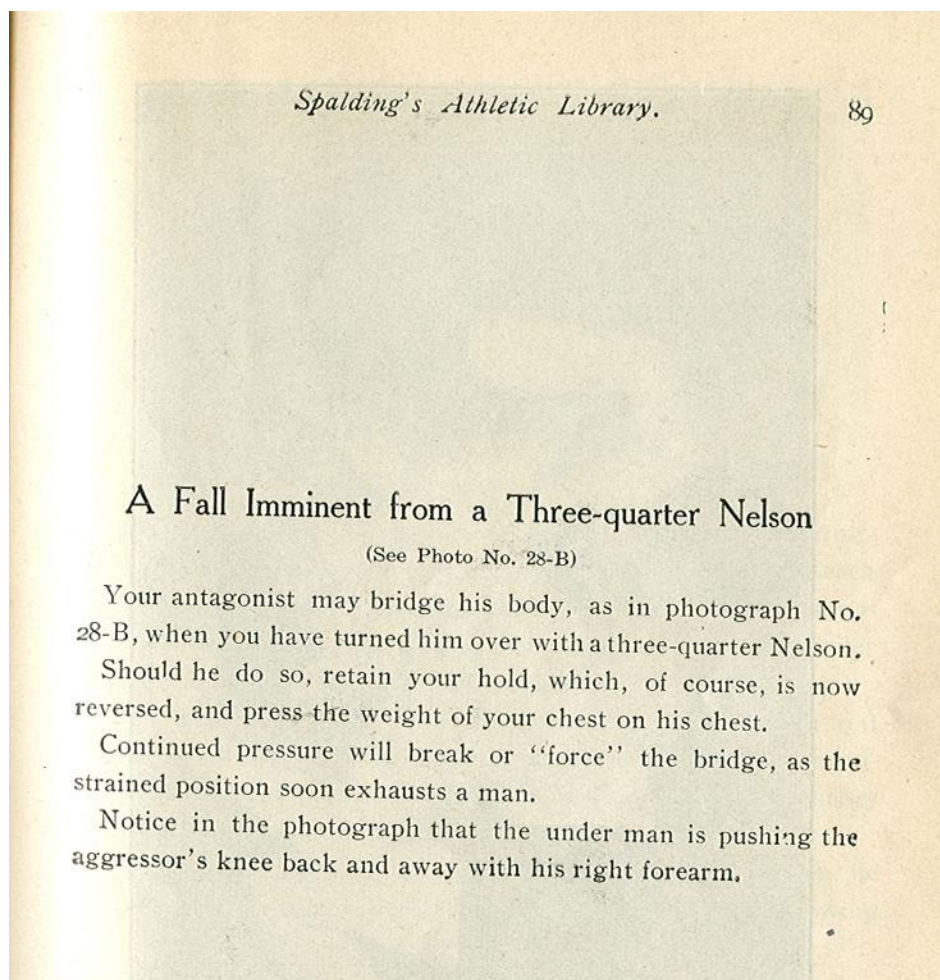 Spalding's Athletic Library. 89
A Fall Imminent from a Three-quarter Nelson
(See Photo No. 28-B)
Your antagonist may bridge his body, as in photograph No.
28-B, when you have turned him over with a three-quarter Nelson.
Should he do so, retain your hold, which, of course, is now
reversed, and press the weight of your chest on his chest.
Continued pressure will break or "force" the bridge, as the
strained position soon exhausts a man.
Notice in the photograph that the under man is pushing the
aggressor's knee back and away with his right forearm.